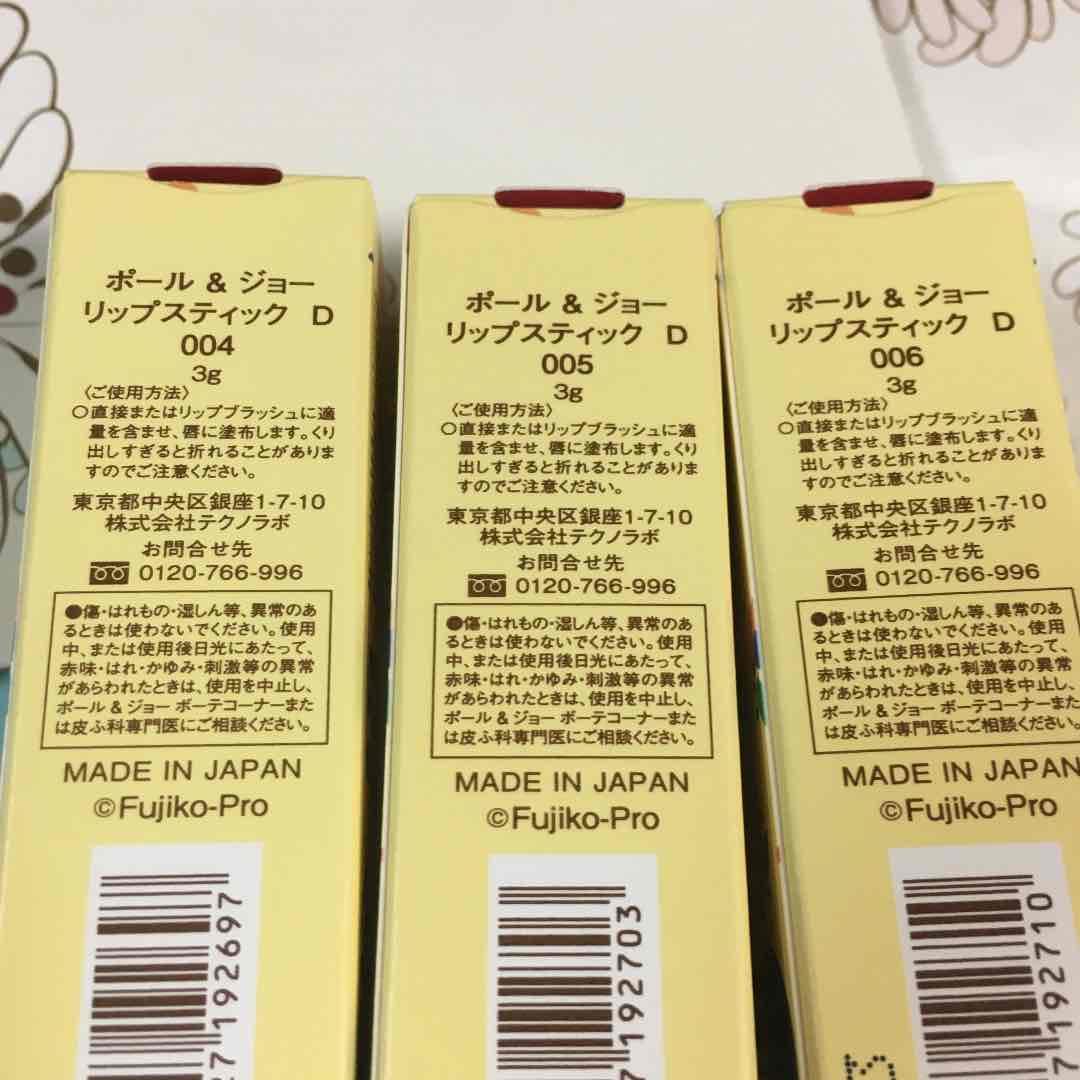 ポール & ジョー
リップスティック D
004
3g
〈ご使用方法〉
○直接またはリップブラッシュに適
量を含ませ、唇に塗布します。くり
出しすぎると折れることがありま
すのでご注意ください。
東京都中央区銀座1-7-10
株式会社テクノラボ
お問合せ先
0120-766-996
●傷・はれもの・湿しん等、異常のあ
るときは使わないでください。使用
中、または使用後日光にあたって、
赤味・はれ・かゆみ・刺激等の異常
があらわれたときは、使用を中止し、
ポール & ジョー ボーテコーナーまた
は皮ふ科専門医にご相談ください。
MADE IN JAPAN
©Fujiko-Pro
7192697
ポール & ジョー
リップスティック D
005
3g
〈ご使用方法〉
○直接またはリップブラッシュに適
量を含ませ、唇に塗布します。くり
出しすぎると折れることがありま
すのでご注意ください。
東京都中央区銀座1-7-10
株式会社テクノラボ
お問合せ先
0120-766-996
●傷・はれもの・湿しん等、異常のあ
るときは使わないでください。使用
中、または使用後日光にあたって、
赤味・はれ・かゆみ・刺激等の異常
があらわれたときは、使用を中止し、
ポール & ジョー ボーテコーナーまた
は皮ふ科専門医にご相談ください。
MADE IN JAPAN
©Fujiko-Pro
7192703
ポール & ジョー
リップスティック D
006
3g
〈ご使用方法〉
○直接またはリップブラッシュに適
量を含ませ、唇に塗布します。くり
出しすぎると折れることがありま
すのでご注意ください。
東京都中央区銀座1-7-10
株式会社テクノラボ
お問合せ先
0120-766-996
●傷・はれもの・湿しん等、異常のあ
るときは使わないでください。使用
中、または使用後日光にあたって、
赤味・はれ・かゆみ・刺激等の異常
があらわれたときは、使用を中止し、
ポール & ジョー ボーテコーナーまた
は皮ふ科専門医にご相談ください。
MADE IN JAPAN
©Fujiko-Pro
7192710